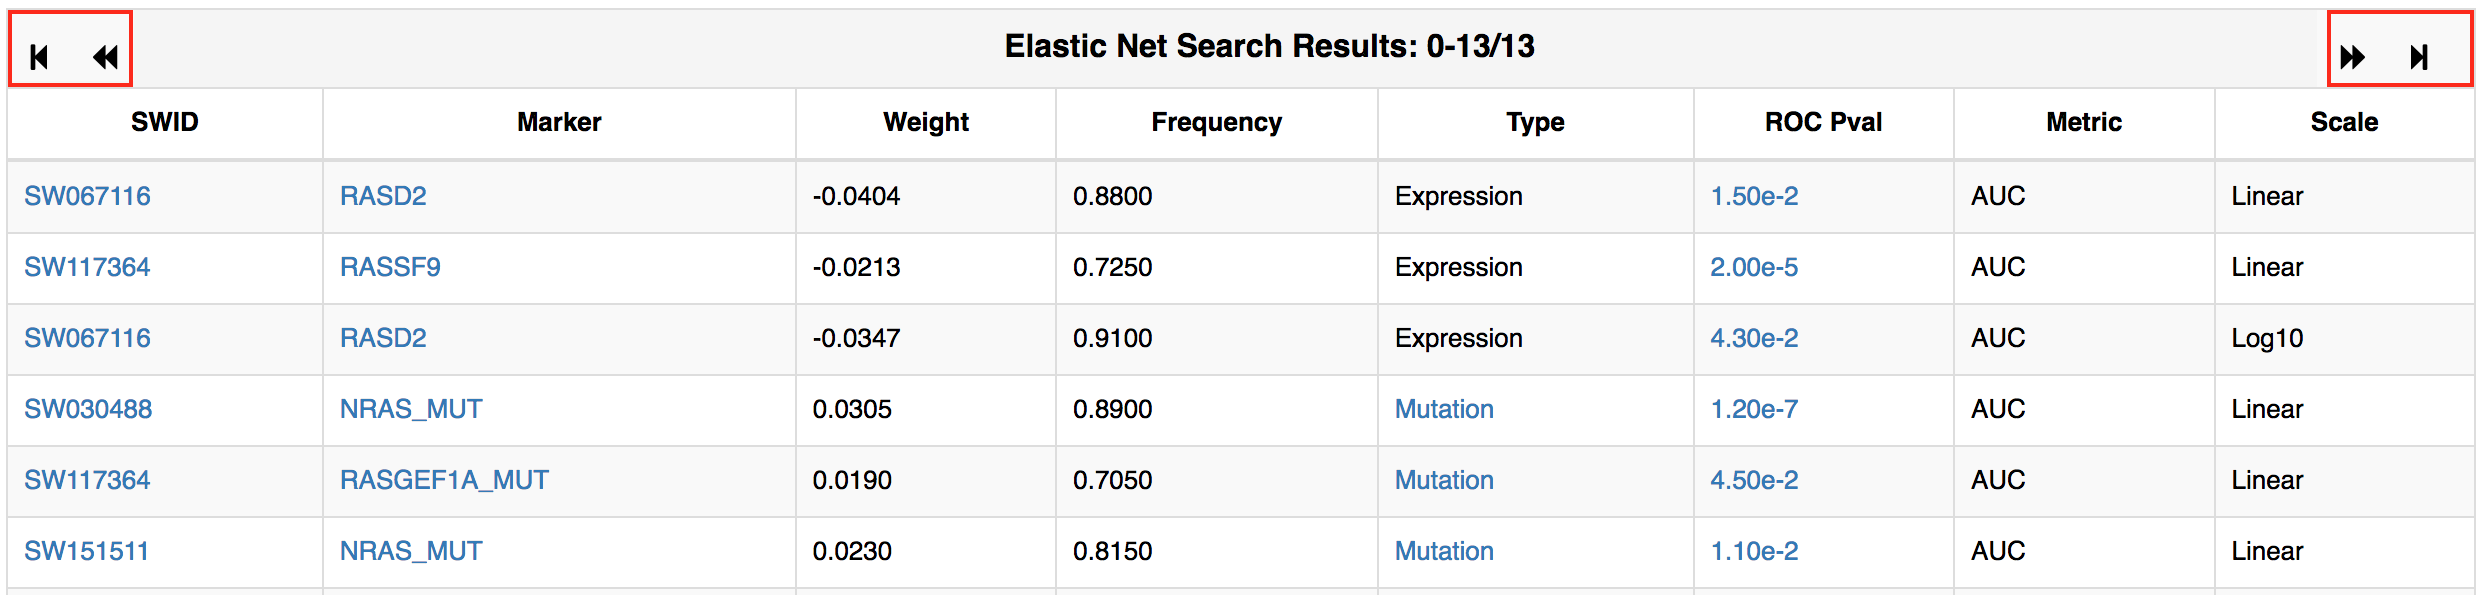 Elastic Net Search Results: 0-13/13
SWID Marker Weight Frequency Type ROC Pval Metric Scale
SW067116 RASD2 -0.0404 0.8800 Expression 1.50e-2 AUC Linear
SW117364 RASSF9 -0.0213 0.7250 Expression 2.00e-5 AUC Linear
SW067116 RASD2 -0.0347 0.9100 Expression 4.30e-2 AUC Log10
SW030488 NRAS_MUT 0.0305 0.8900 Mutation 1.20e-7 AUC Linear
SW117364 RASGEF1A_MUT 0.0190 0.7050 Mutation 4.50e-2 AUC Linear
SW151511 NRAS_MUT 0.0230 0.8150 Mutation 1.10e-2 AUC Linear